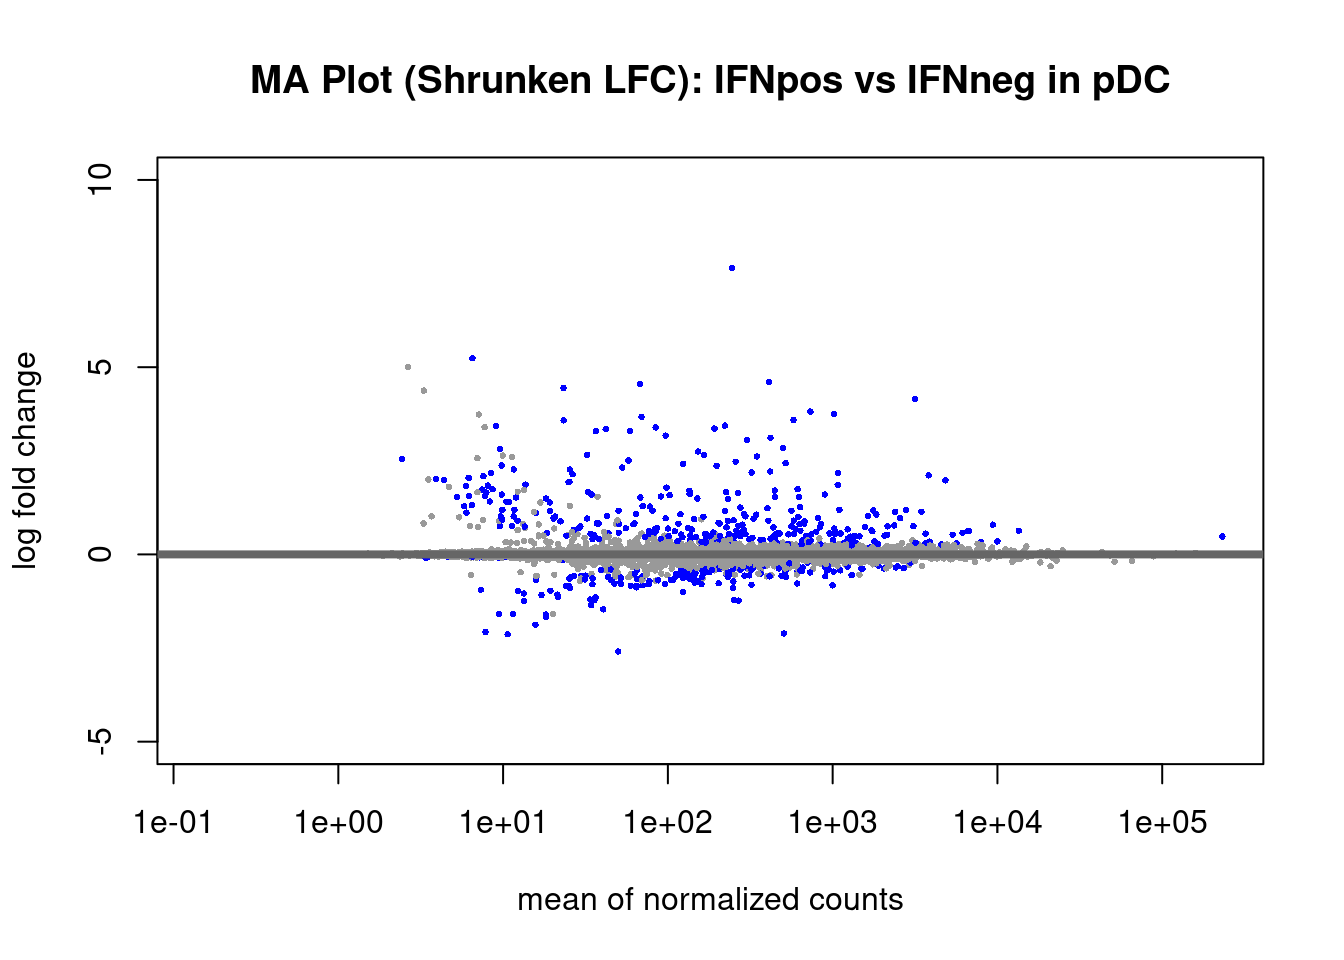 MA Plot (Shrunken LFC): IFNpos vs IFNneg in pDC
log fold change
10
5
0
-5
1e-01 1e+00 1e+01 1e+02 1e+03 1e+04 1e+05
mean of normalized counts